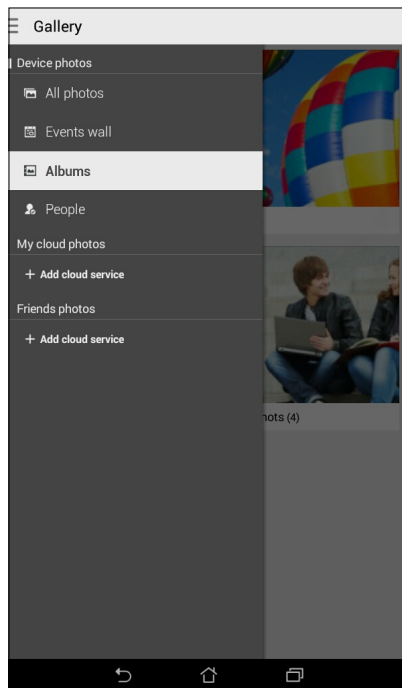 Gallery
Device photos
All photos
Events wall
Albums
People
My cloud photos
+ Add cloud service
Friends photos
+ Add cloud service
(4)